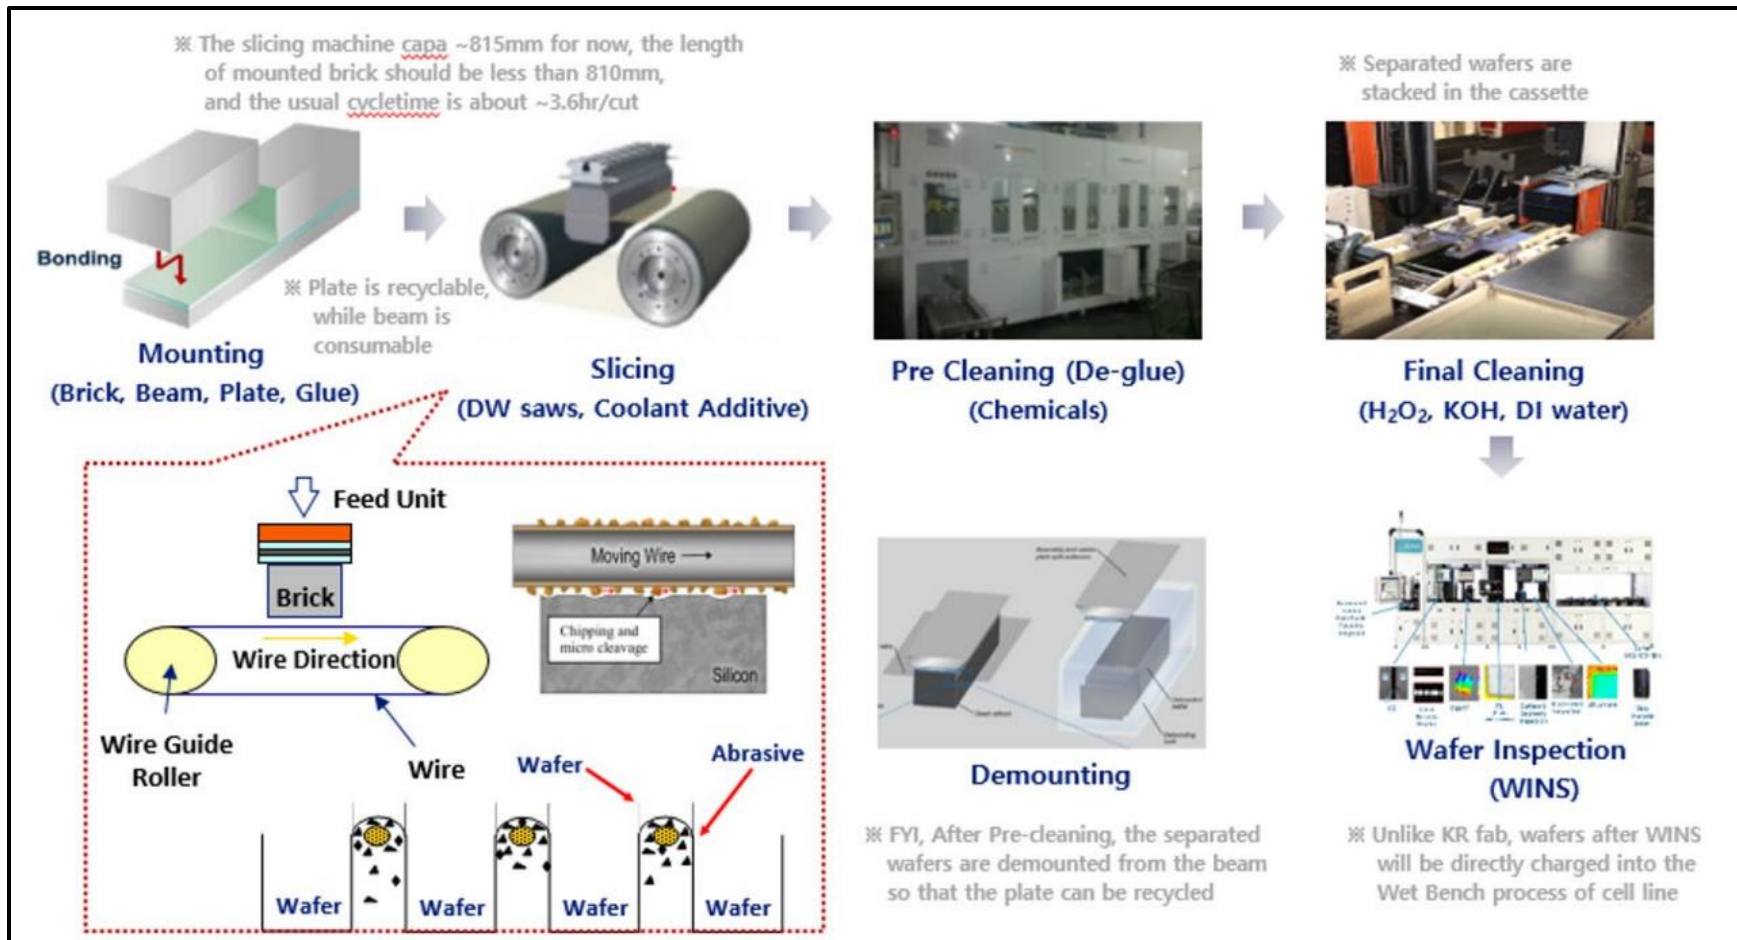 ※ The slicing machine capa ~815mm for now, the length
of mounted brick should be less than 810mm,
and the usual cycletime is about ~3.6hr/cut
※ Separated wafers are
stacked in the cassette
Bonding
※ Plate is recyclable,
while beam is
consumable
Mounting
(Brick, Beam, Plate, Glue)
Slicing
(DW saws, Coolant Additive)
Pre Cleaning (De-glue)
(Chemicals)
Final Cleaning
(H₂O₂, KOH, DI water)
Feed Unit
Brick
Wire Direction
Wire Guide
Roller
Wire
Moving Wire
Chipping and
micro cleavage
Silicon
Wafer
Abrasive
Wafer
Wafer
Wafer
Wafer
Demounting
※ FYI, After Pre-cleaning, the separated
wafers are demounted from the beam
so that the plate can be recycled
Wafer Inspection
(WINS)
※ Unlike KR fab, wafers after WINS
will be directly charged into the
Wet Bench process of cell line